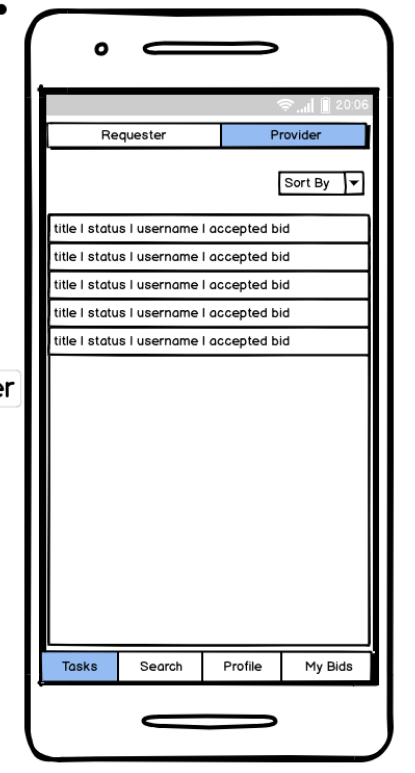 20:06
Requester Provider
Sort By
title | status | username | accepted bid
title | status | username | accepted bid
title | status | username | accepted bid
title | status | username | accepted bid
title | status | username | accepted bid
er
Tasks Search Profile My Bids